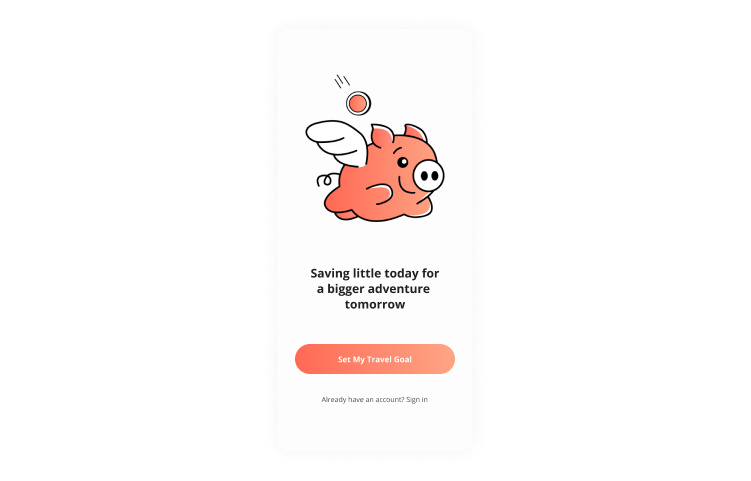 Saving little today for
a bigger adventure
tomorrow
Set My Travel Goal
Already have an account? Sign in